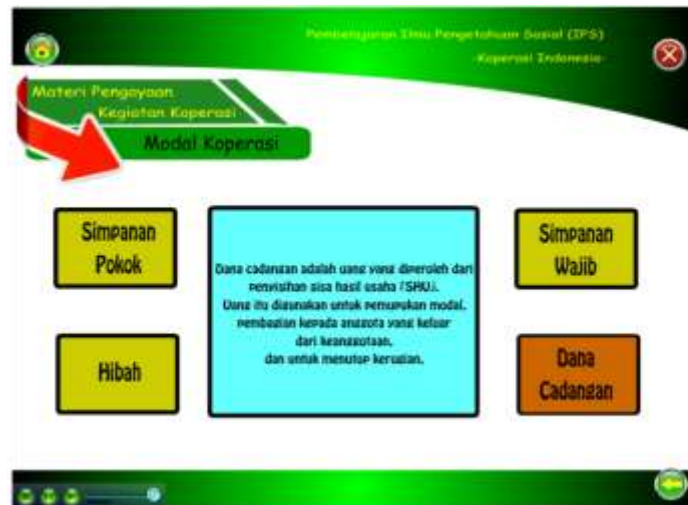 Pembelajaran Ilmu Pengetahuan Sosial (IPS)
-Koperasi Indonesia-
Materi Pengayaan
Kegiatan Koperasi
Modal Koperasi
Simpanan
Pokok
Dana cadangan adalah uang yang diperoleh dari
penyisihan sisa hasil usaha (SHU).
Uang itu digunakan untuk pemupukan modal,
pembagian kepada anggota yang keluar
dari keanggotaan,
dan untuk menutup kerugian.
Simpanan
Wajib
Hibah
Dana
Cadangan